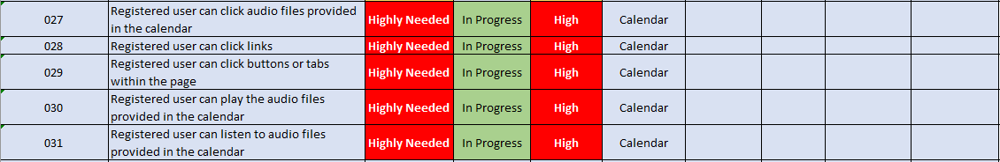 027 Registered user can click audio files provided in the calendar Highly Needed In Progress High Calendar
028 Registered user can click links Highly Needed In Progress High Calendar
029 Registered user can click buttons or tabs within the page Highly Needed In Progress High Calendar
030 Registered user can play the audio files provided in the calendar Highly Needed In Progress High Calendar
031 Registered user can listen to audio files provided in the calendar Highly Needed In Progress High Calendar